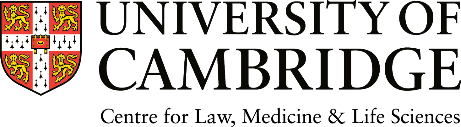 UNIVERSITY OF
CAMBRIDGE
Centre for Law, Medicine & Life Sciences